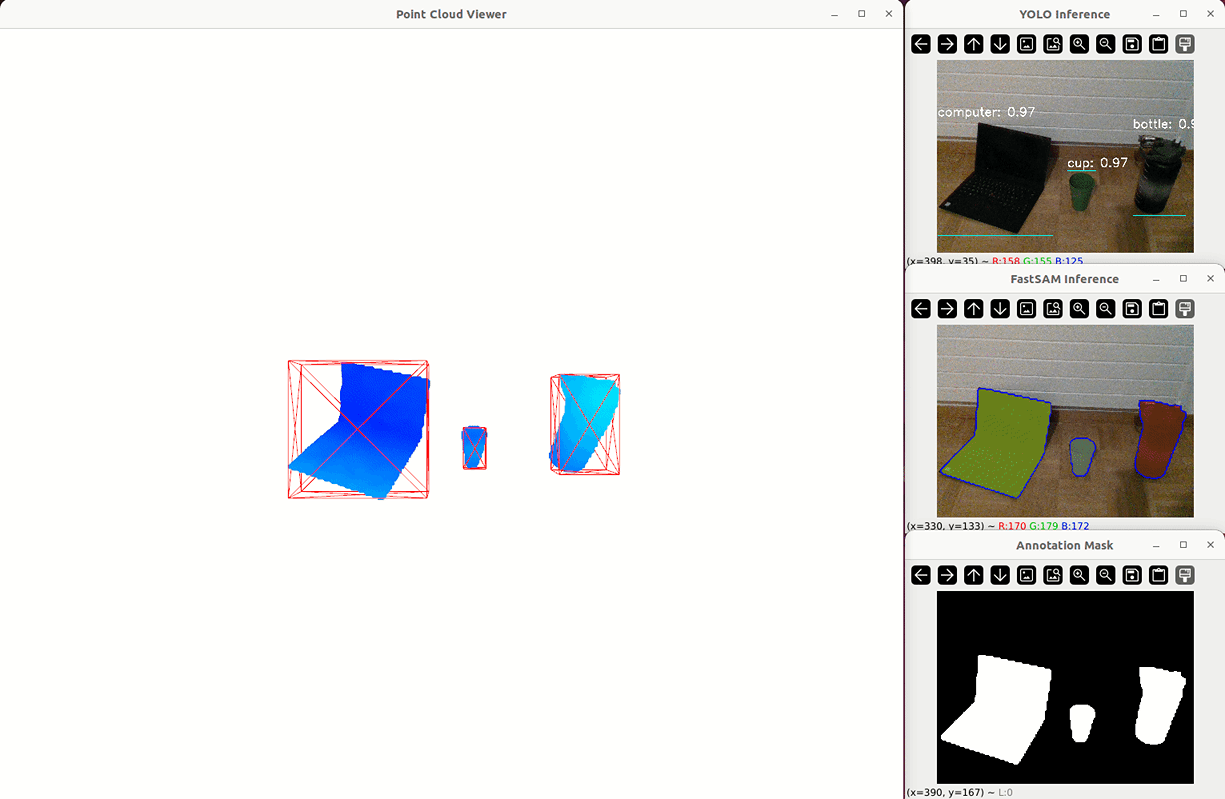 Point Cloud Viewer
YOLO Inference
computer: 0.97
bottle: 0.9
cup: 0.97
(x=398, y=35) ~ R:158 G:155 B:125
FastSAM Inference
(x=330, y=133) ~ R:170 G:179 B:172
Annotation Mask
(x=390, y=167) ~ L:0